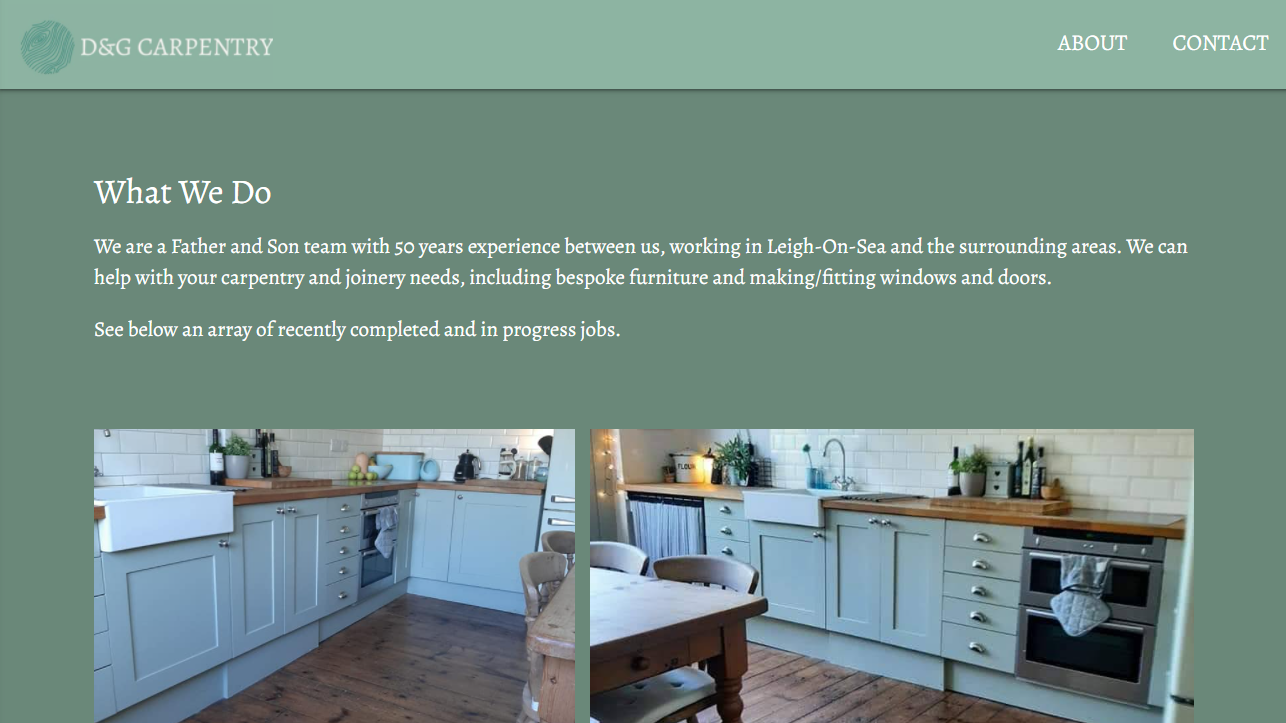 D&G CARPENTRY
ABOUT
CONTACT
What We Do
We are a Father and Son team with 50 years experience between us, working in Leigh-On-Sea and the surrounding areas. We can
help with your carpentry and joinery needs, including bespoke furniture and making/fitting windows and doors.
See below an array of recently completed and in progress jobs.
FLOUR